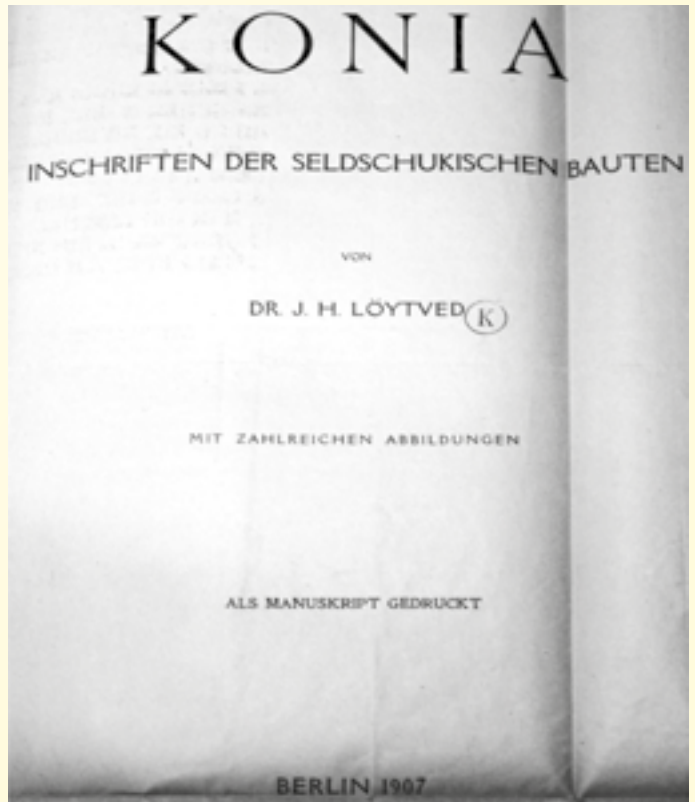 KONIA
INSCHRIFTEN DER SELDSCHUKISCHEN BAUTEN
VON
DR. J. H. LÖYTVED K
MIT ZAHLREICHEN ABBILDUNGEN
ALS MANUSKRIPT GEDRUCKT
BERLIN 1907